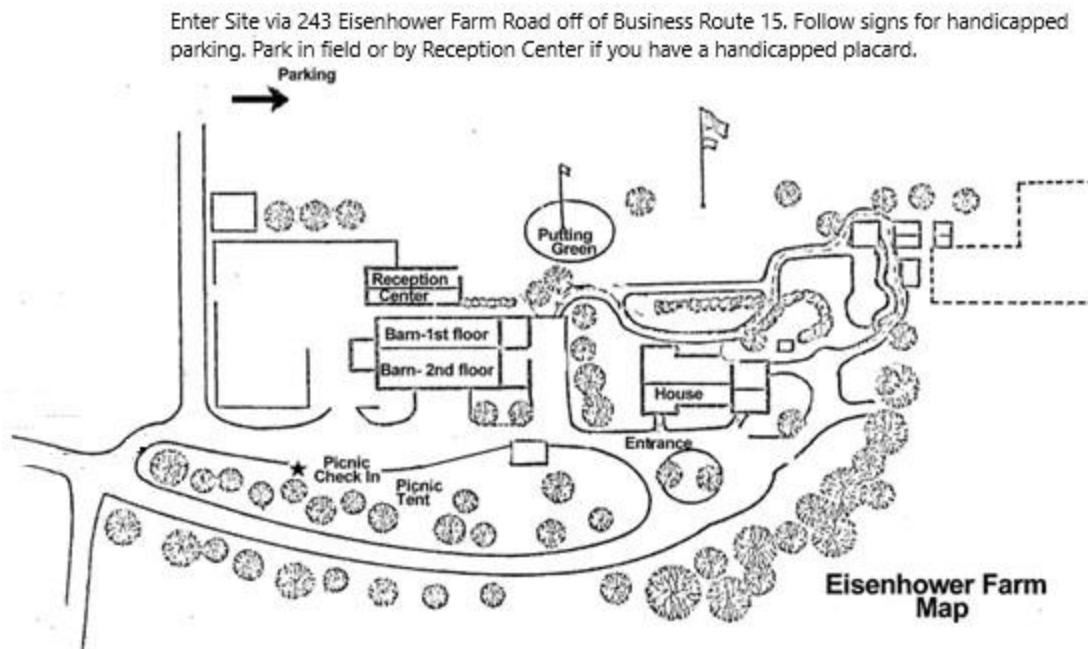 Enter Site via 243 Eisenhower Farm Road off of Business Route 15. Follow signs for handicapped
parking. Park in field or by Reception Center if you have a handicapped placard.
Parking
Putting
Green
Reception
Center
Barn-1st floor
Barn- 2nd floor
House
Entrance
Picnic
Check In
Picnic
Tent
Eisenhower Farm
Map